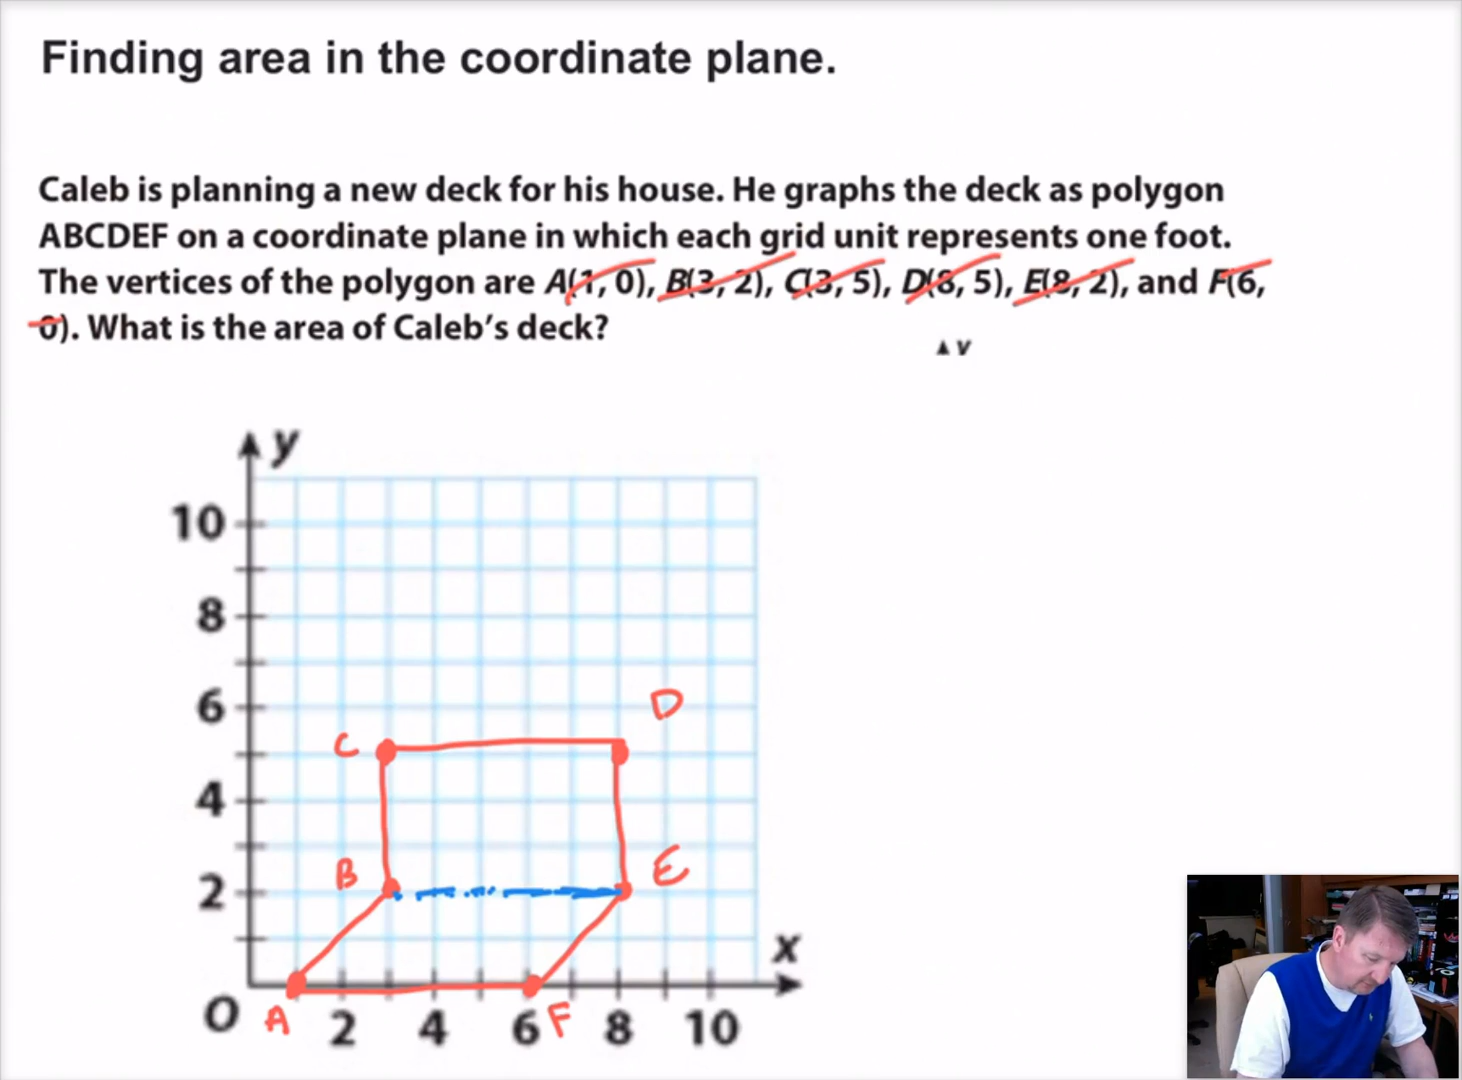 Finding area in the coordinate plane.
Caleb is planning a new deck for his house. He graphs the deck as polygon
ABCDEF on a coordinate plane in which each grid unit represents one foot.
The vertices of the polygon are A(1, 0), B(3, 2), C(3, 5), D(8, 5), E(8, 2), and F(6,
0). What is the area of Caleb's deck?
y
10
8
6
D
C
4
B
E
2
x
O
A
2
4
6
F
8
10